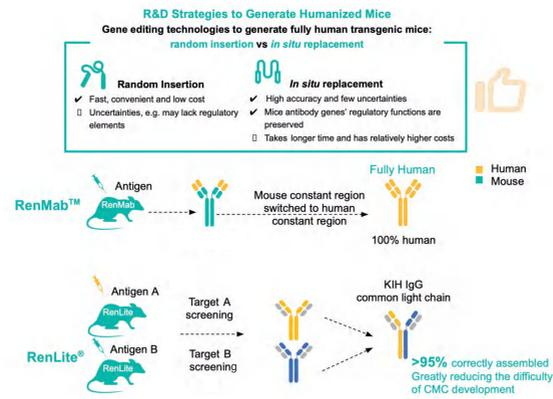 R&D Strategies to Generate Humanized Mice
Gene editing technologies to generate fully human transgenic mice:
random insertion vs in situ replacement
Random Insertion
✔ Fast, convenient and low cost
▯ Uncertainties, e.g. may lack regulatory
elements
In situ replacement
✔ High accuracy and few uncertainties
✔ Mice antibody genes' regulatory functions are
preserved
▯ Takes longer time and has relatively higher costs
Human
Mouse
RenMab™
Antigen
RenMab
Mouse constant region
switched to human
constant region
Fully Human
100% human
RenLite®
Antigen A
RenLite
Antigen B
RenLite
Target A
screening
Target B
screening
KIH IgG
common light chain
>95% correctly assembled
Greatly reducing the difficulty
of CMC development